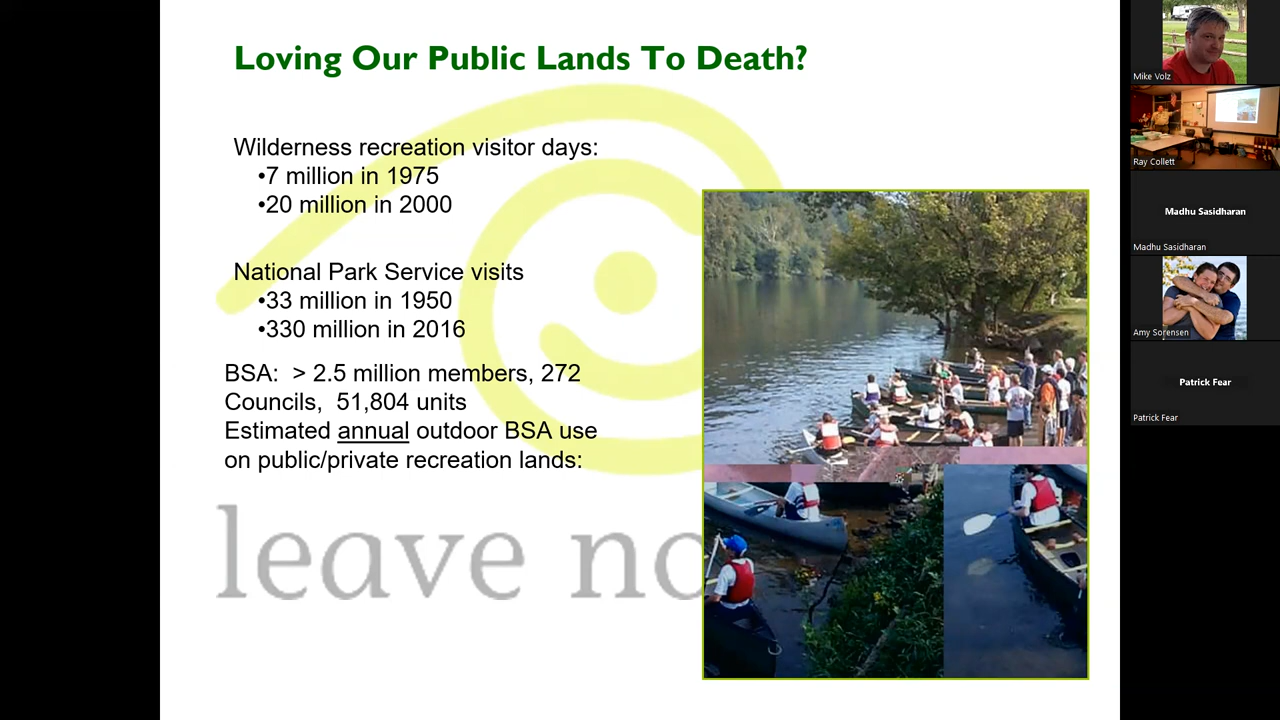 Loving Our Public Lands To Death?
Wilderness recreation visitor days:
•7 million in 1975
•20 million in 2000
National Park Service visits
•33 million in 1950
•330 million in 2016
BSA:  > 2.5 million members, 272
Councils,  51,804 units
Estimated annual outdoor BSA use
on public/private recreation lands:
leave no
Mike Volz
Ray Collett
Madhu Sasidharan
Madhu Sasidharan
Amy Sorensen
Patrick Fear
Patrick Fear